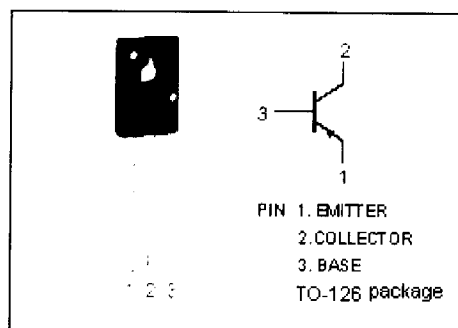 2
3
1
PIN 1. EMITTER
2. COLLECTOR
3. BASE
1 2 3
TO-126 package